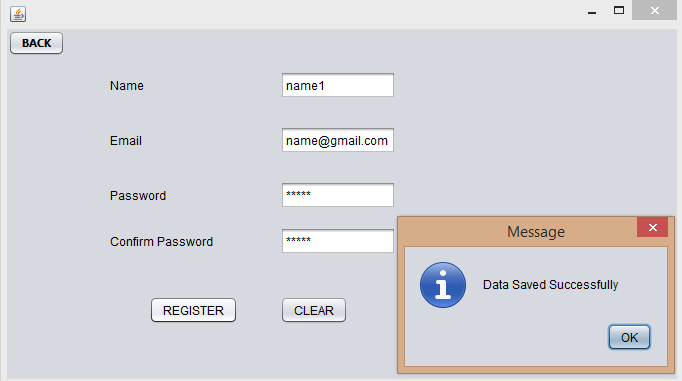 BACK
Name name1
Email name@gmail.com
Password *****
Confirm Password *****
REGISTER CLEAR
Message
Data Saved Successfully
OK